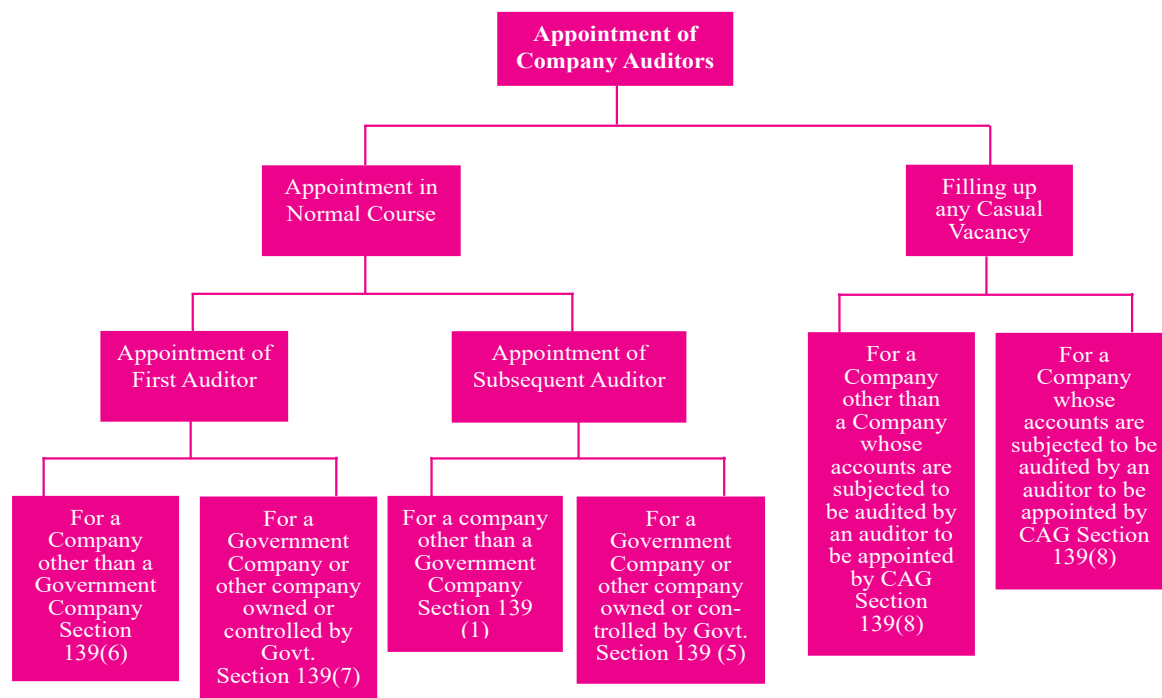 Appointment of
Company Auditors
Appointment in
Normal Course
Filling up
any Casual
Vacancy
Appointment of
First Auditor
Appointment of
Subsequent Auditor
For a
Company
other than
a Company
whose
accounts are
subjected to
be audited by
an auditor to
be appointed
by CAG
Section
139(8)
For a
Company
whose
accounts are
subjected to be
audited by an
auditor to be
appointed by
CAG Section
139(8)
For a
Company
other than a
Government
Company
Section
139(6)
For a
Government
Company or
other company
owned or
controlled by
Govt.
Section 139(7)
For a company
other than a
Government
Company
Section 139
(1)
For a
Government
Company or
other company
owned or con-
trolled by Govt.
Section 139 (5)